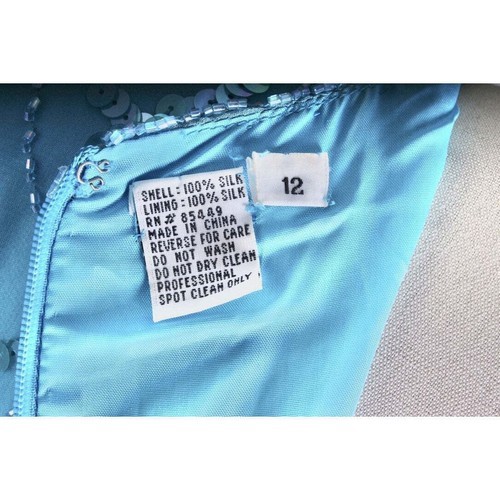 SHELL: 100% SILK
LINING: 100% SILK
RN# 85449
MADE IN CHINA
REVERSE FOR CARE
DO NOT WASH
DO NOT DRY CLEAN
PROFESSIONAL
SPOT CLEAN ONLY
12